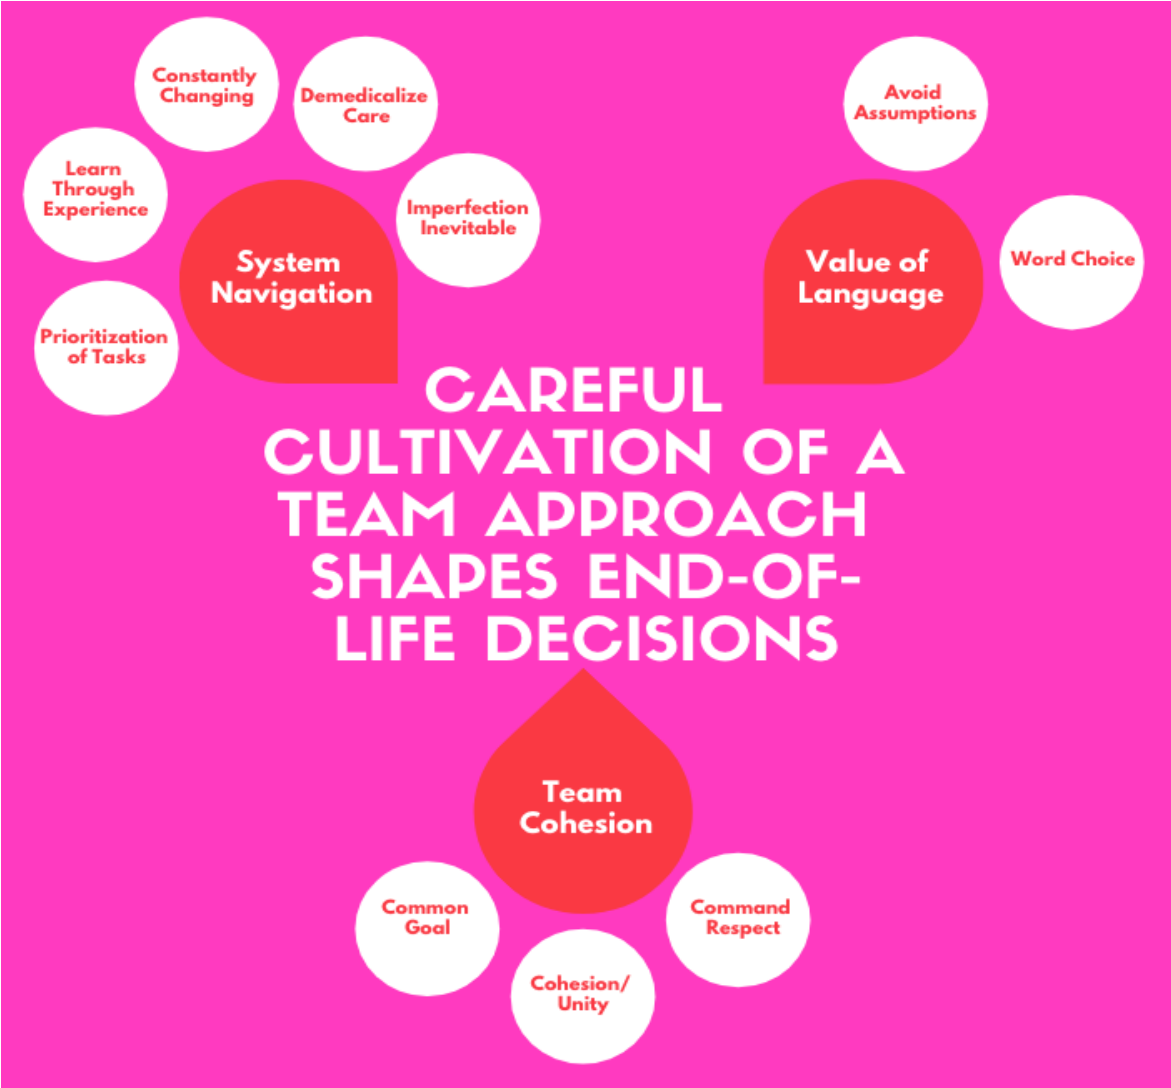 Constantly
Changing
Demedicalize
Care
Learn
Through
Experience
Imperfection
Inevitable
Prioritization
of Tasks
System
Navigation
Avoid
Assumptions
Word Choice
Value of
Language
CAREFUL
CULTIVATION OF A
TEAM APPROACH
SHAPES END-OF-
LIFE DECISIONS
Team
Cohesion
Common
Goal
Cohesion/
Unity
Command
Respect